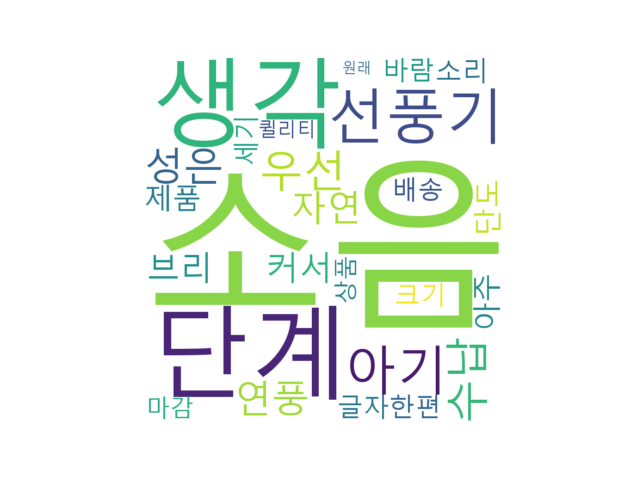 생각
원래
바람소리
선풍기
퀄리티
세기
성은
우선
배송
제품
자연
단도
소음
브리
커서
상품
크기
아주
단계
아기
수납
연풍
마감
글자한편